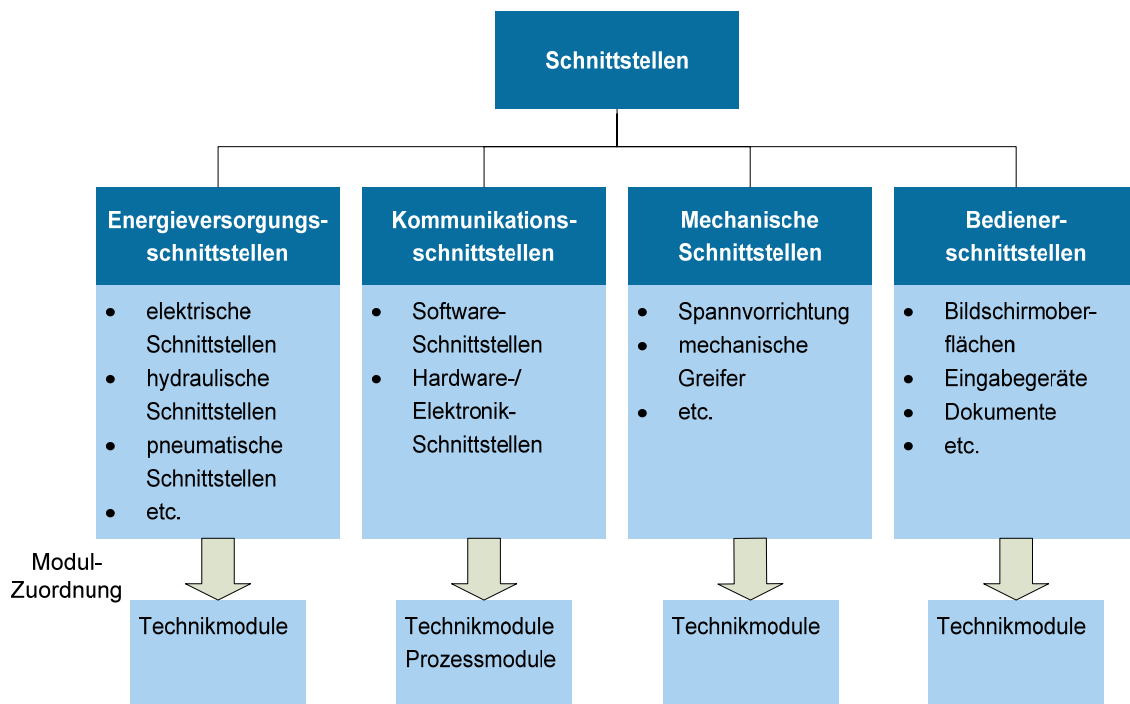 Schnittstellen
Energieversorgungs-
schnittstellen
• elektrische
Schnittstellen
• hydraulische
Schnittstellen
• pneumatische
Schnittstellen
• etc.
Kommunikations-
schnittstellen
• Software-
Schnittstellen
• Hardware-/
Elektronik-
Schnittstellen
Mechanische
Schnittstellen
• Spannvorrichtung
• mechanische
Greifer
• etc.
Bediener-
schnittstellen
• Bildschirmober-
flächen
• Eingabegeräte
• Dokumente
• etc.
Modul-
Zuordnung
Technikmodule
Technikmodule
Prozessmodule
Technikmodule
Technikmodule